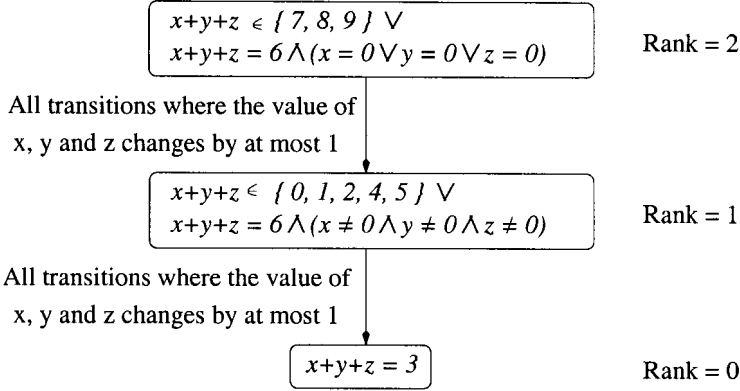 x+y+z ∈ { 7, 8, 9 } ∨
x+y+z = 6 ∧ (x = 0 ∨ y = 0 ∨ z = 0)
Rank = 2
All transitions where the value of
x, y and z changes by at most 1
x+y+z ∈ { 0, 1, 2, 4, 5 } ∨
x+y+z = 6 ∧ (x ≠ 0 ∧ y ≠ 0 ∧ z ≠ 0)
Rank = 1
All transitions where the value of
x, y and z changes by at most 1
x+y+z = 3
Rank = 0